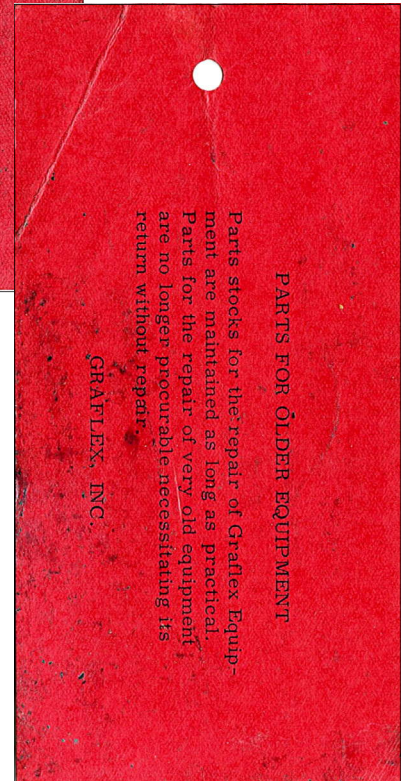 PARTS FOR OLDER EQUIPMENT
Parts stocks for the repair of Graflex Equip-
ment are maintained as long as practical.
Parts for the repair of very old equipment
are no longer procurable necessitating its
return without repair.
GRAFLEX, INC.